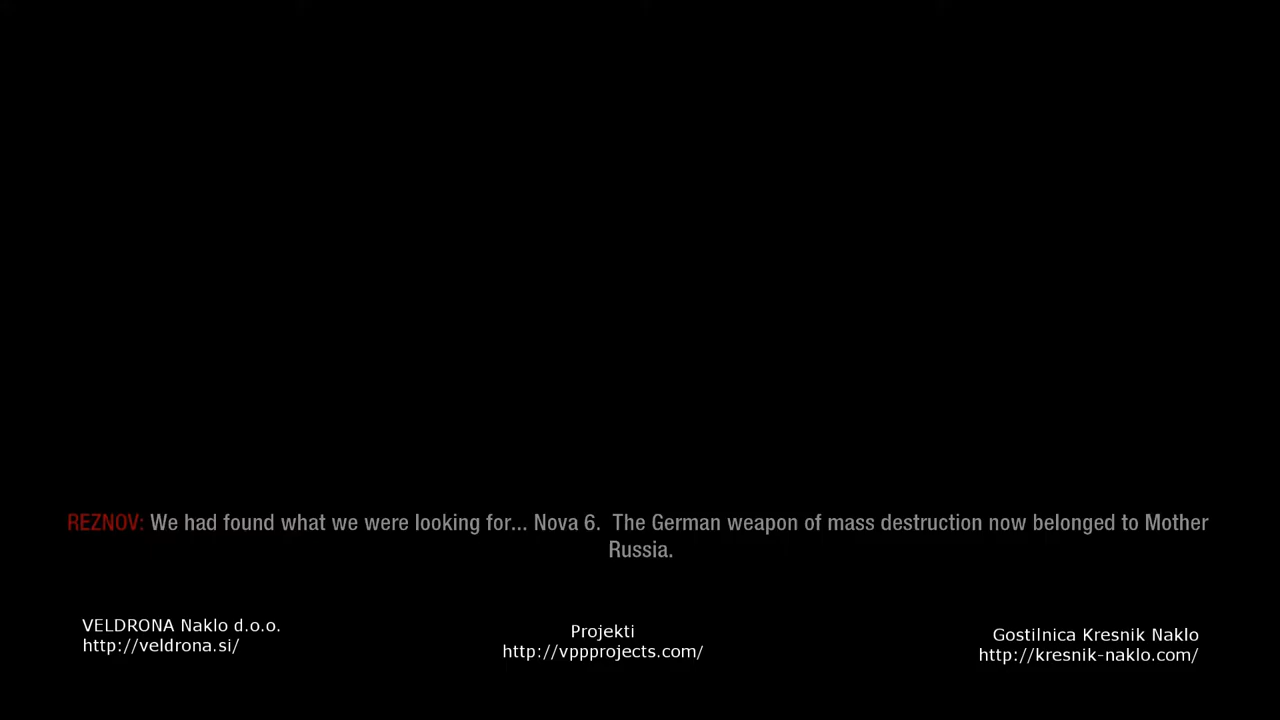 REZNOV: We had found what we were looking for... Nova 6.  The German weapon of mass destruction now belonged to Mother
Russia.
VELDRONA Naklo d.o.o.
http://veldrona.si/
Projekti
http://vppprojects.com/
Gostilnica Kresnik Naklo
http://kresnik-naklo.com/